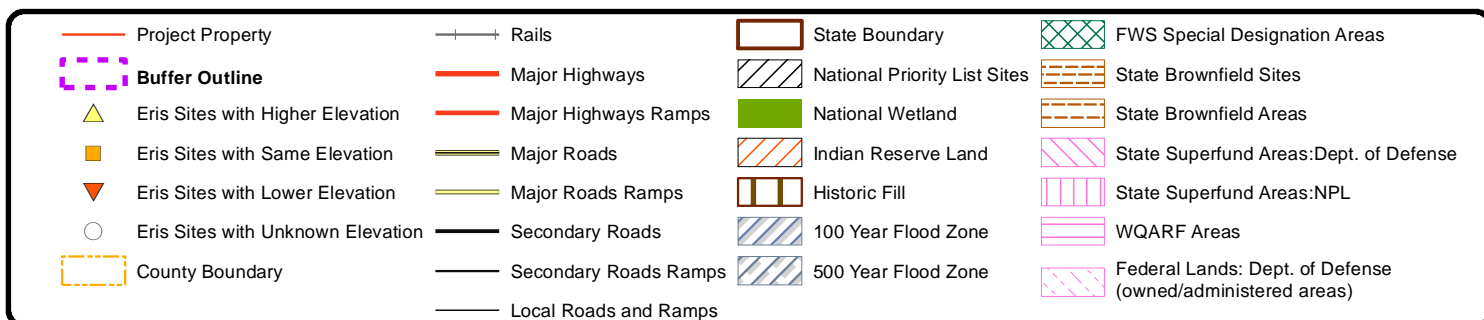 Project Property
Buffer Outline
Eris Sites with Higher Elevation
Eris Sites with Same Elevation
Eris Sites with Lower Elevation
Eris Sites with Unknown Elevation
County Boundary
Rails
Major Highways
Major Highways Ramps
Major Roads
Major Roads Ramps
Secondary Roads
Secondary Roads Ramps
Local Roads and Ramps
State Boundary
National Priority List Sites
National Wetland
Indian Reserve Land
Historic Fill
100 Year Flood Zone
500 Year Flood Zone
FWS Special Designation Areas
State Brownfield Sites
State Brownfield Areas
State Superfund Areas:Dept. of Defense
State Superfund Areas:NPL
WQARF Areas
Federal Lands: Dept. of Defense
(owned/administered areas)